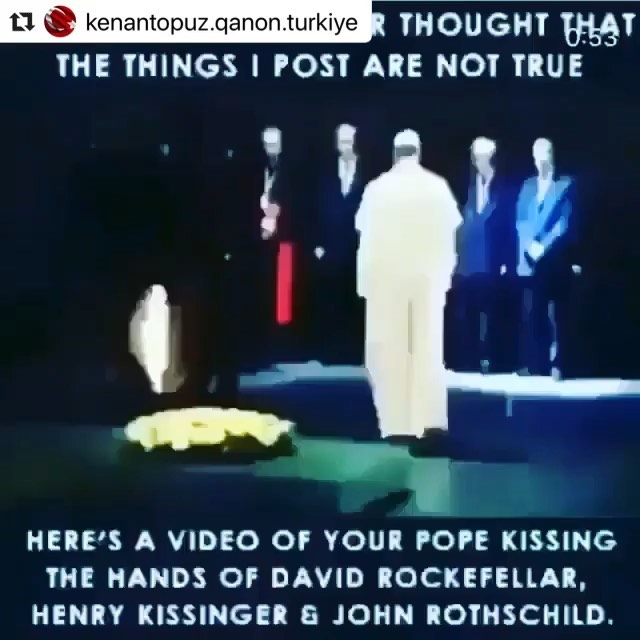 kenantopuz.qanon.turkiye
R THOUGHT THAT
0:53
THE THINGS I POST ARE NOT TRUE
HERE'S A VIDEO OF YOUR POPE KISSING
THE HANDS OF DAVID ROCKEFELLAR,
HENRY KISSINGER & JOHN ROTHSCHILD.